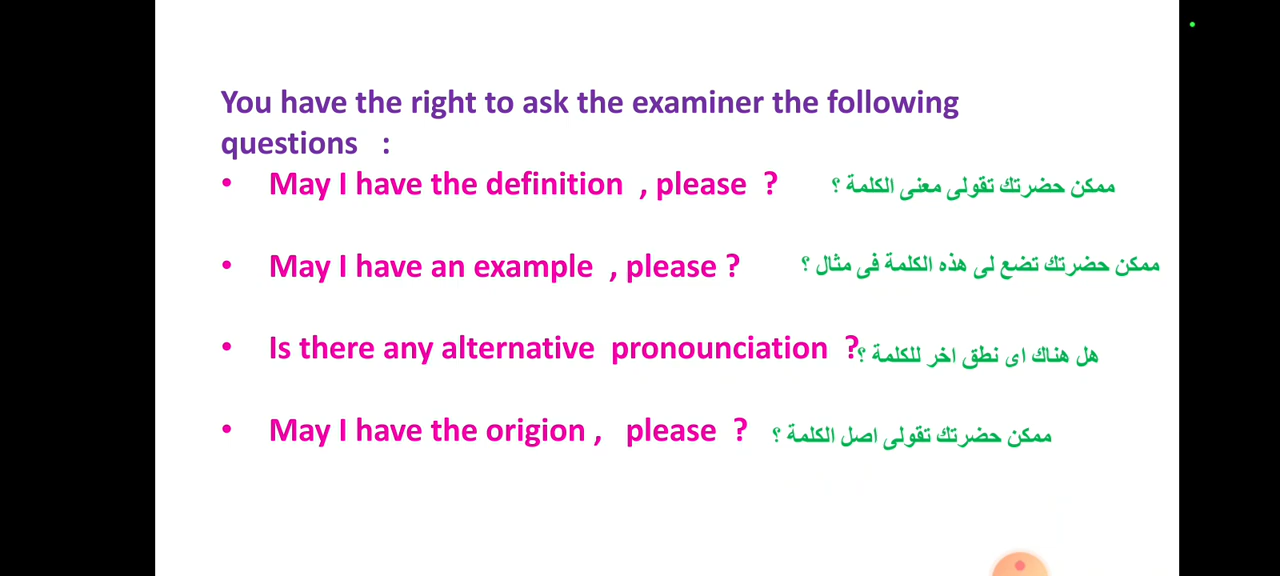 You have the right to ask the examiner the following
questions :
• May I have the definition , please ? ممكن حضرتك تقولى معنى الكلمة ؟
• May I have an example , please ? ممكن حضرتك تضع لى هذه الكلمة فى مثال ؟
• Is there any alternative pronounciation ? هل هناك اى نطق اخر للكلمة ؟
• May I have the origion , please ? ممكن حضرتك تقولى اصل الكلمة ؟